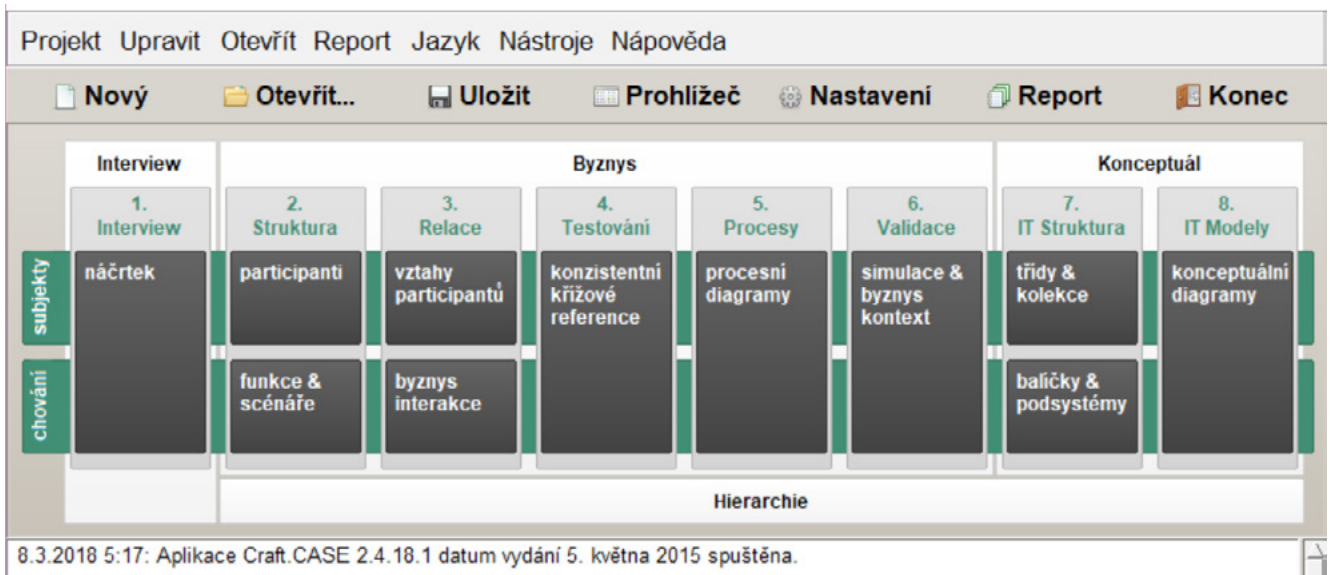 Projekt Upravit Otevřít Report Jazyk Nástroje Nápověda
Nový Otevřít... Uložit Prohlížeč Nastavení Report Konec
Interview Byznys Konceptuál
1. 2. 3. 4. 5. 6. 7. 8.
Interview Struktura Relace Testování Procesy Validace IT Struktura IT Modely
subjekty
náčrtek
participanti
vztahy
participantů
konzistentní
křížové
reference
procesní
diagramy
simulace &
byznys
kontext
třídy &
kolekce
konceptuální
diagramy
chování
funkce &
scénáře
byznys
interakce
balíčky &
podsystémy
Hierarchie
8.3.2018 5:17: Aplikace Craft.CASE 2.4.18.1 datum vydání 5. května 2015 spuštěna.